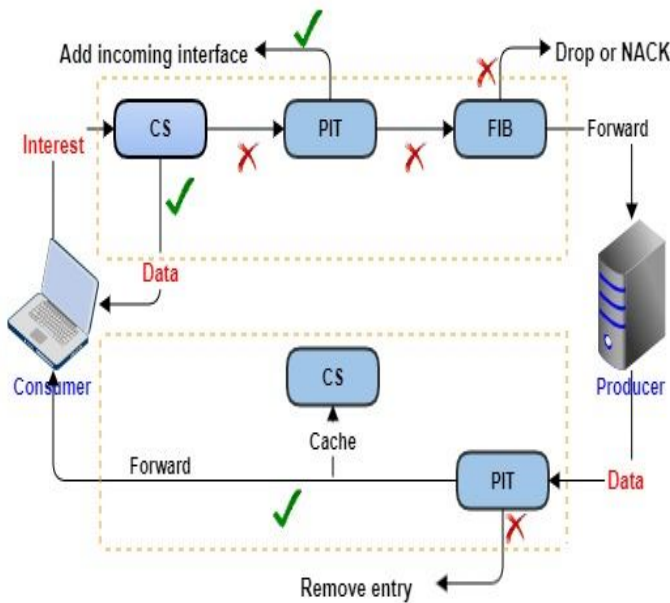 Add incoming interface
Drop or NACK
CS
PIT
FIB
Forward
Interest
Data
Consumer
Producer
CS
Cache
Forward
PIT
Data
Remove entry